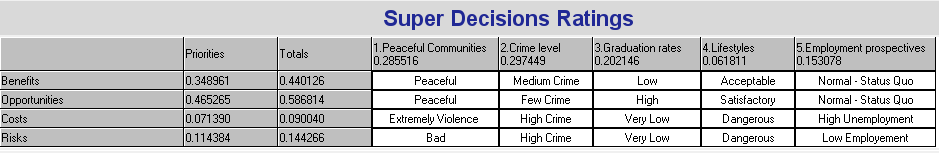 Super Decisions Ratings
Priorities Totals 1.Peaceful Communities 0.285516 2.Crime level 0.297449 3.Graduation rates 0.202146 4.Lifestyles 0.061811 5.Employment prospectives 0.153078
Benefits 0.348961 0.440126 Peaceful Medium Crime Low Acceptable Normal - Status Quo
Opportunities 0.465265 0.586814 Peaceful Few Crime High Satisfactory Normal - Status Quo
Costs 0.071390 0.090040 Extremely Violence High Crime Very Low Dangerous High Unemployment
Risks 0.114384 0.144266 Bad High Crime Very Low Dangerous Low Employement